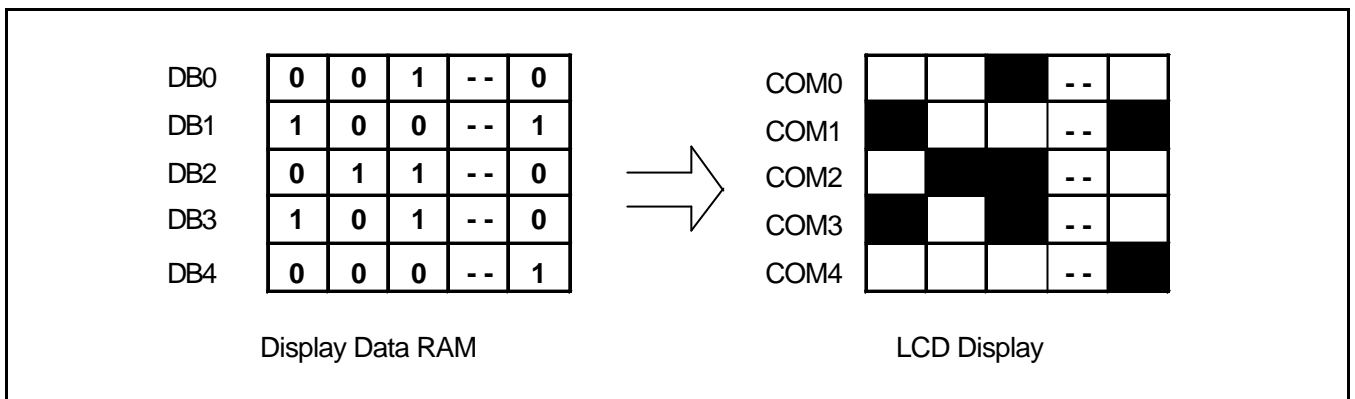 DB0 0 0 1 - - 0 COM0 - -
DB1 1 0 0 - - 1 COM1 - -
DB2 0 1 1 - - 0 COM2 - -
DB3 1 0 1 - - 0 COM3 - -
DB4 0 0 0 - - 1 COM4 - -
Display Data RAM LCD Display